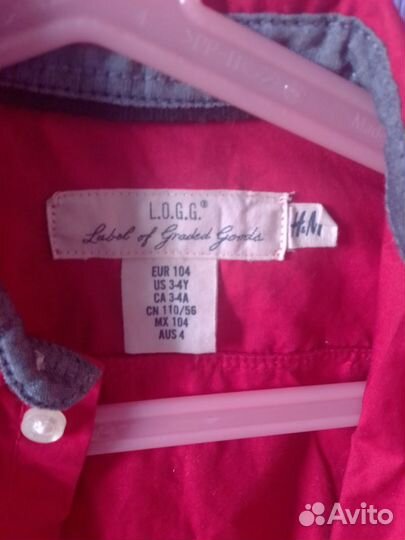 L.O.G.G.®
Label of Graded Goods
H&M
EUR 104
US 3-4Y
CA 3-4A
CN 110/56
MX 104
AUS 4
Avito